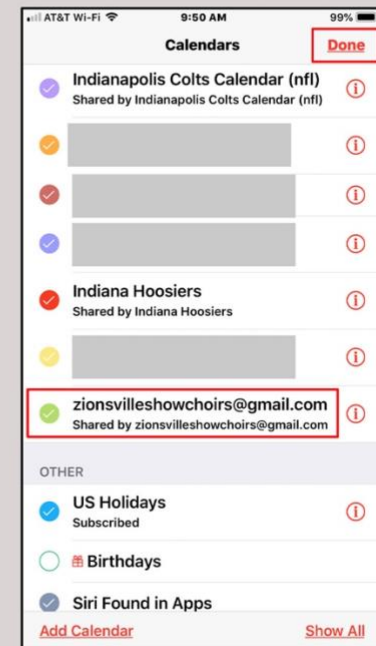 AT&T Wi-Fi 9:50 AM 99%
Calendars Done
Indianapolis Colts Calendar (nfl)
Shared by Indianapolis Colts Calendar (nfl)
Indiana Hoosiers
Shared by Indiana Hoosiers
zionsvilleshowchoirs@gmail.com
Shared by zionsvilleshowchoirs@gmail.com
OTHER
US Holidays
Subscribed
Birthdays
Siri Found in Apps
Add Calendar Show All